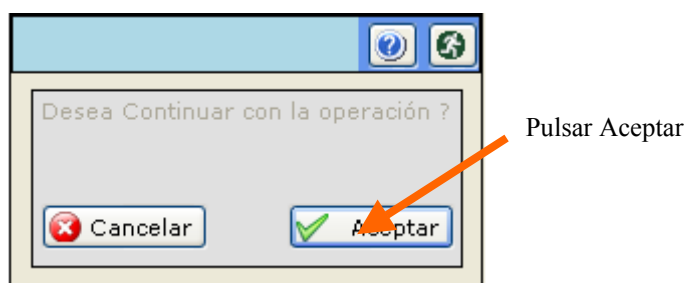 Desea Continuar con la operación ?
Pulsar Aceptar
Cancelar
Aceptar